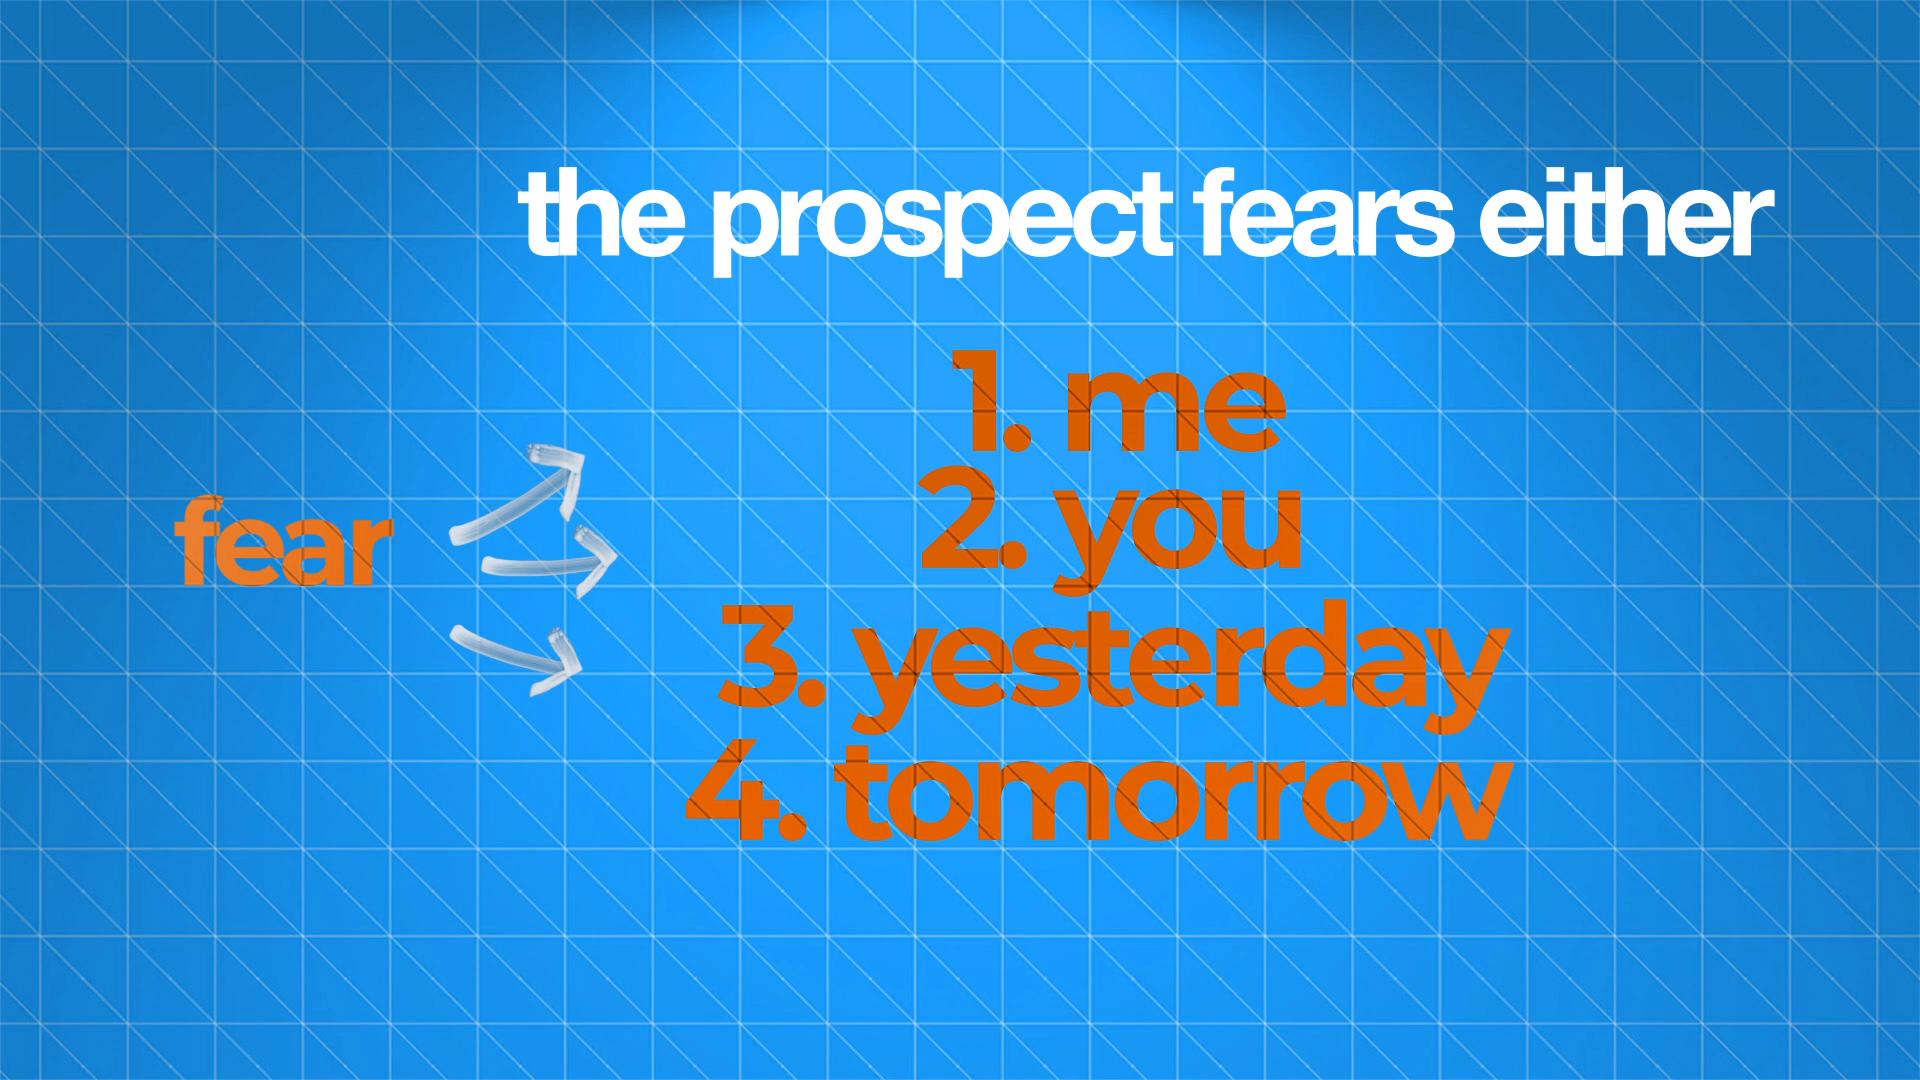 the prospect fears either
fear
1. me
2. you
3. yesterday
4. tomorrow